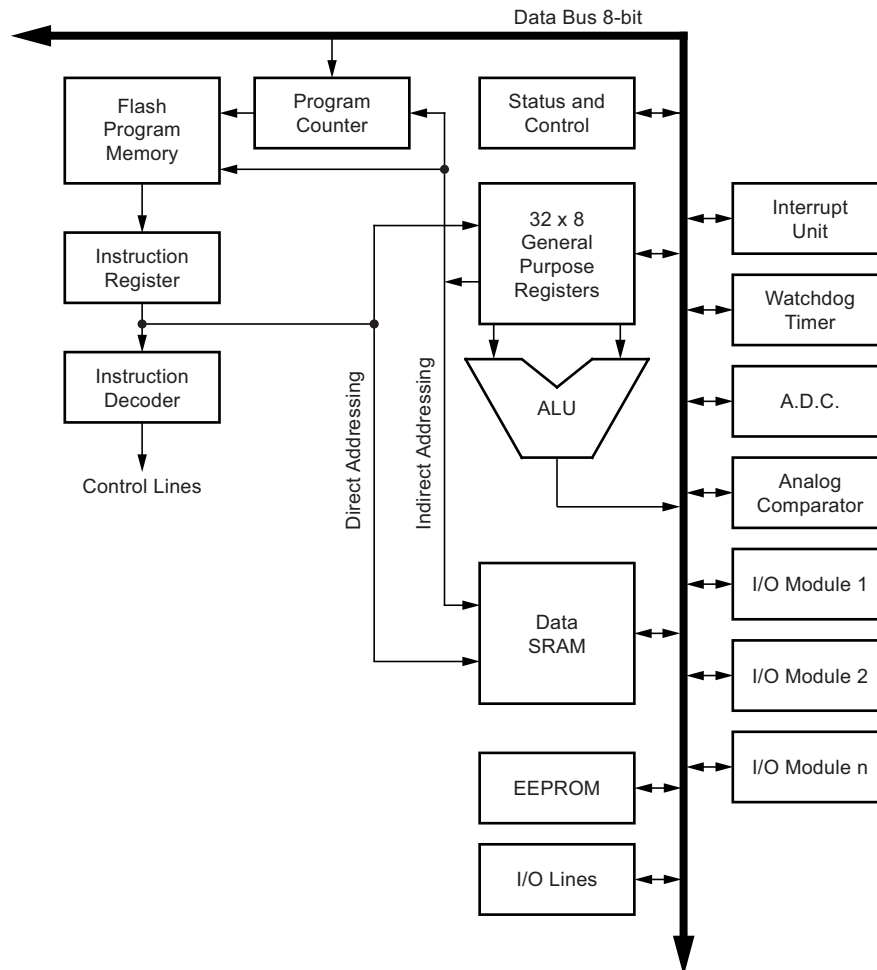 Data Bus 8-bit
Flash
Program
Memory
Program
Counter
Status and
Control
32 x 8
General
Purpose
Registers
Interrupt
Unit
Instruction
Register
Watchdog
Timer
Instruction
Decoder
ALU
A.D.C.
Control Lines
Direct Addressing
Indirect Addressing
Analog
Comparator
I/O Module 1
Data
SRAM
I/O Module 2
I/O Module n
EEPROM
I/O Lines